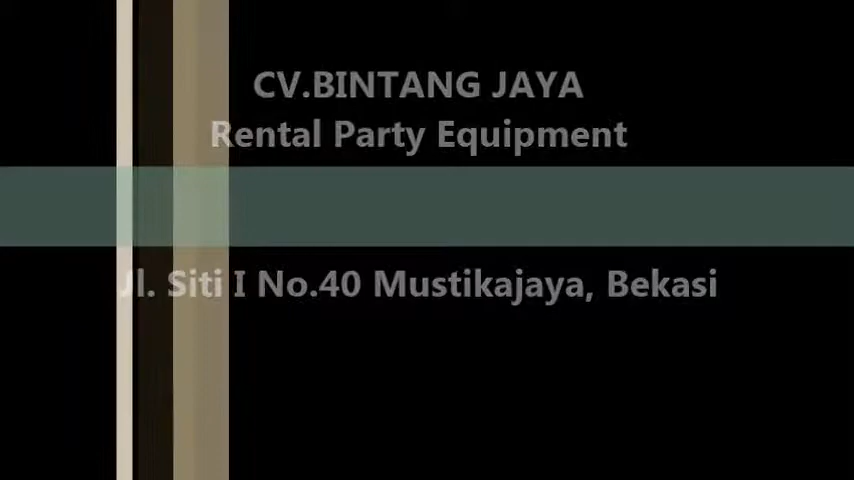 CV.BINTANG JAYA
Rental Party Equipment
Jl. Siti I No.40 Mustikajaya, Bekasi